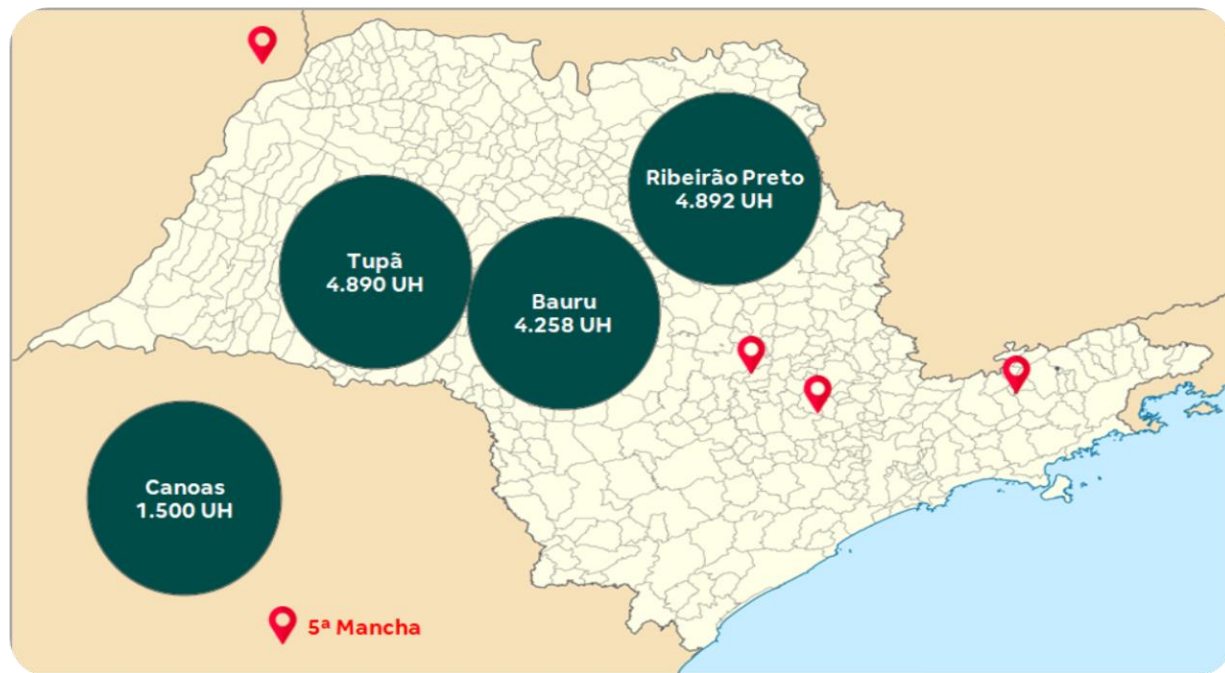 Ribeirão Preto
4.892 UH
Tupã
4.890 UH
Bauru
4.258 UH
Canoas
1.500 UH
5ª Mancha